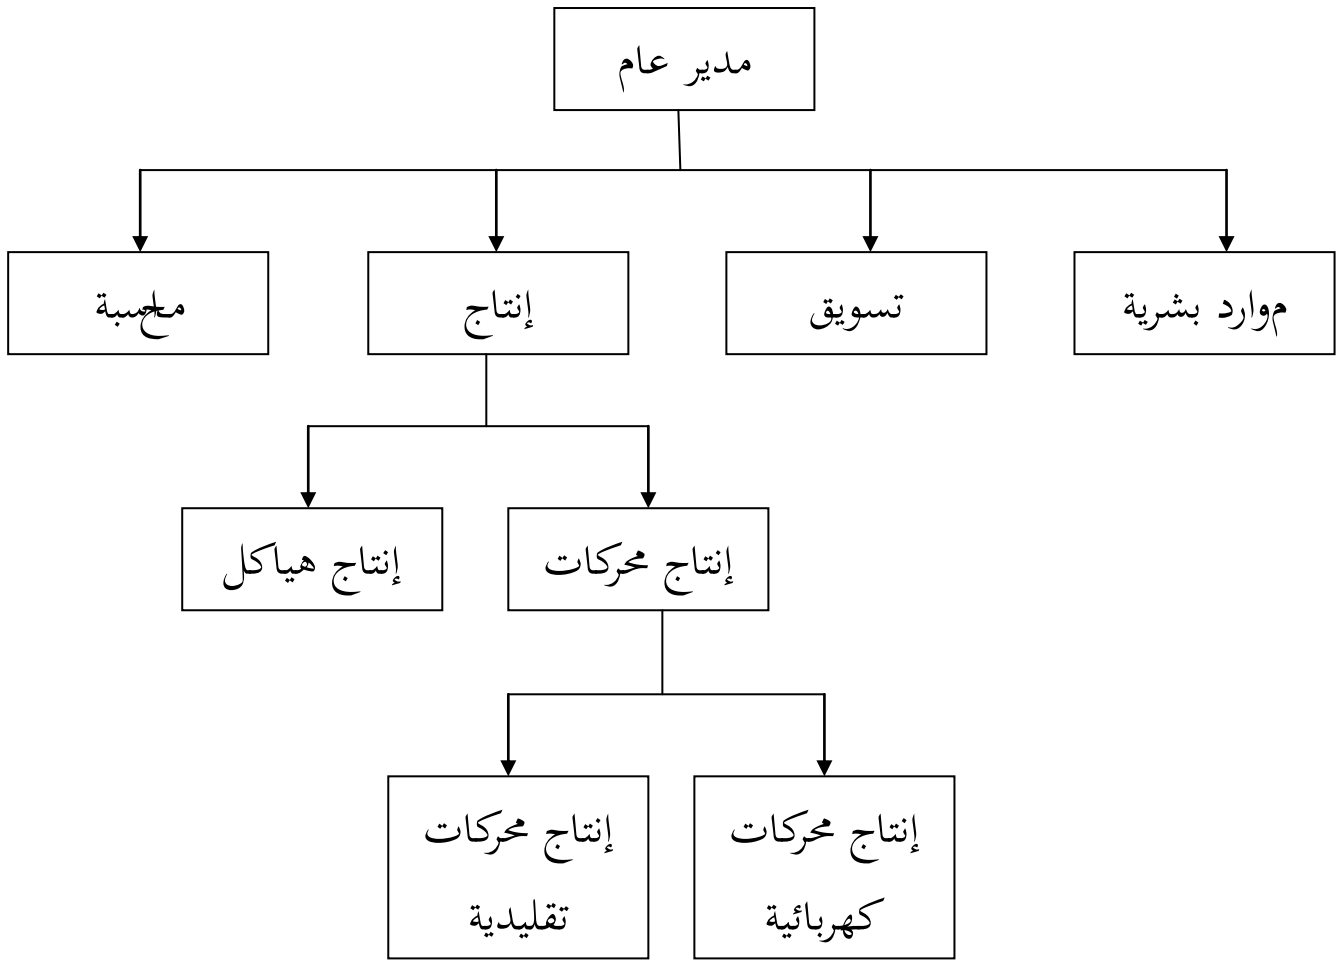 مدير عام
موارد بشرية
تسويق
إنتاج
محاسبة
إنتاج محركات
إنتاج هياكل
إنتاج محركات
كهربائية
إنتاج محركات
تقليدية